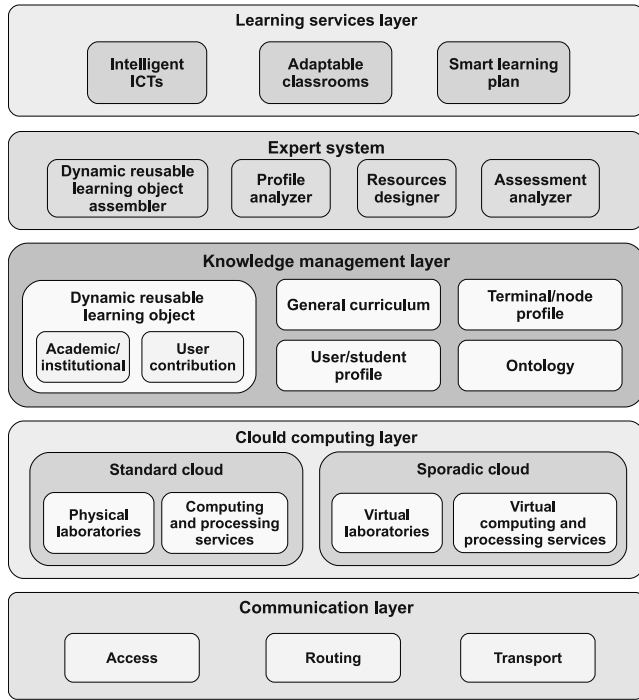 Learning services layer
Intelligent
ICTs
Adaptable
classrooms
Smart learning
plan
Expert system
Dynamic reusable
learning object
assembler
Profile
analyzer
Resources
designer
Assessment
analyzer
Knowledge management layer
Dynamic reusable
learning object
Academic/
institutional
User
contribution
General curriculum
Terminal/node
profile
User/student
profile
Ontology
Clould computing layer
Standard cloud
Physical
laboratories
Computing
and processing
services
Sporadic cloud
Virtual
laboratories
Virtual
computing and
processing services
Communication layer
Access
Routing
Transport